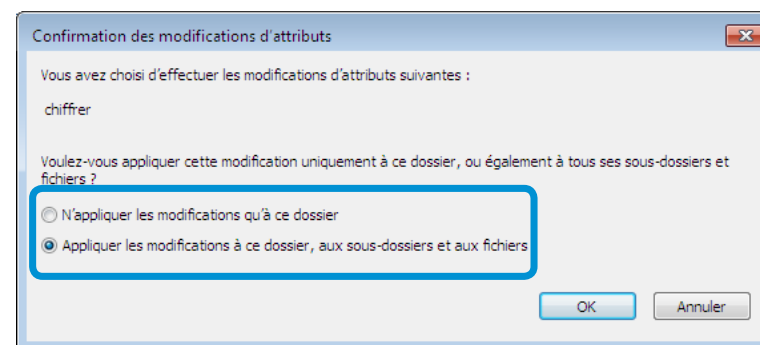 Confirmation des modifications d'attributs
Vous avez choisi d'effectuer les modifications d'attributs suivantes :
chiffrer
Voulez-vous appliquer cette modification uniquement à ce dossier, ou également à tous ses sous-dossiers et
fichiers ?
N'appliquer les modifications qu'à ce dossier
Appliquer les modifications à ce dossier, aux sous-dossiers et aux fichiers
OK
Annuler